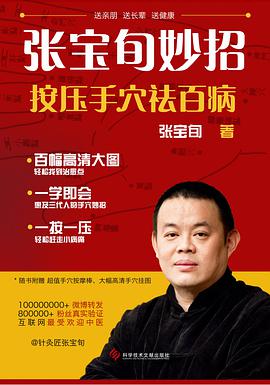 送亲朋 送长辈 送健康
张宝旬妙招
按压手穴祛百病
张宝旬 著
百幅高清大图
轻松找到治愈点
一学即会
惠及三代人的手穴妙招
一按一压
轻松赶走小病痛
* 随书附赠 超值手穴按摩棒、大幅高清手穴挂图
100000000+ 微博转发
800000+ 粉丝真实验证
互联网最受欢迎中医
@针灸匠张宝旬
科学技术文献出版社